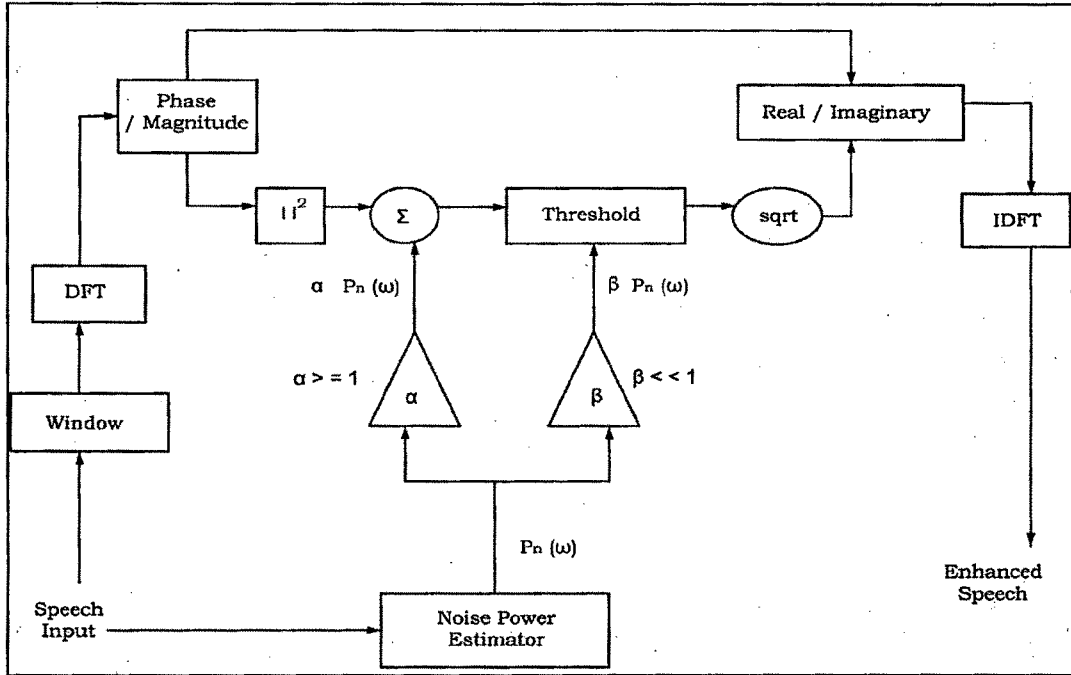 Phase
/ Magnitude
Real / Imaginary
| |²
Σ
Threshold
sqrt
IDFT
DFT
α Pn (ω)
β Pn (ω)
α > = 1
α
β
β < < 1
Window
Pn (ω)
Speech
Input
Noise Power
Estimator
Enhanced
Speech